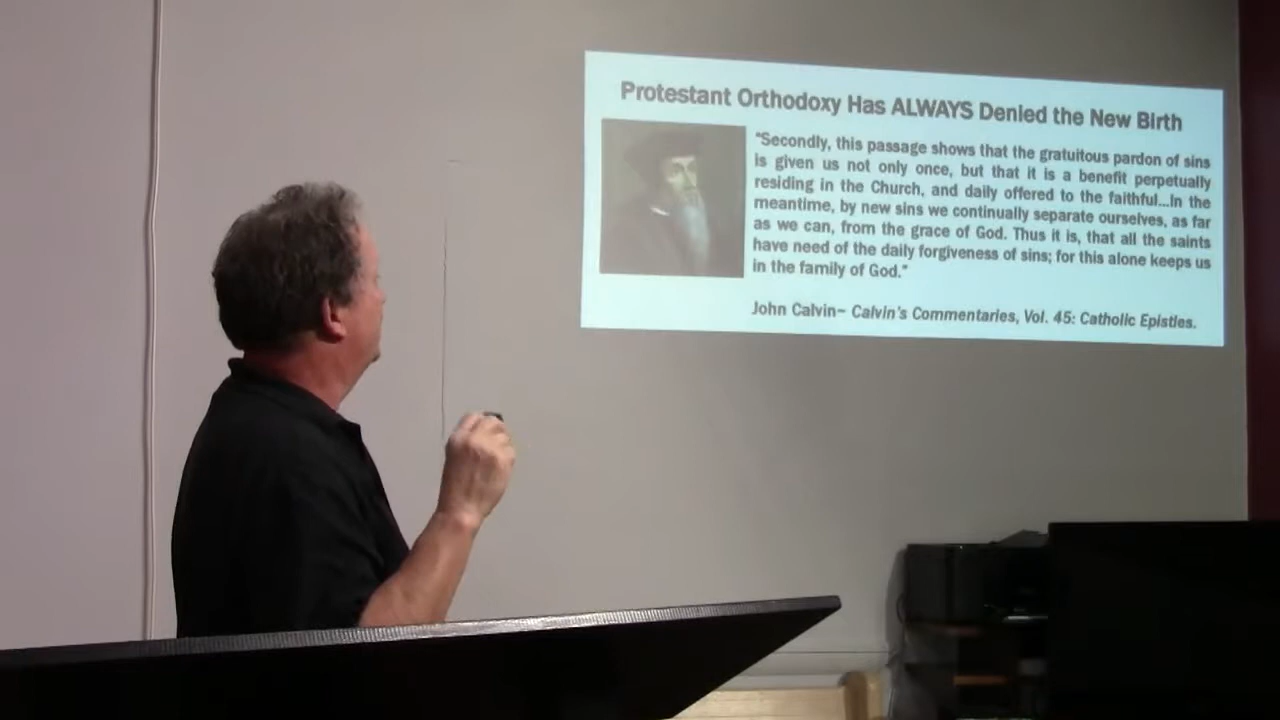 Protestant Orthodoxy Has ALWAYS Denied the New Birth
"Secondly, this passage shows that the gratuitous pardon of sins
is given us not only once, but that it is a benefit perpetually
residing in the Church, and daily offered to the faithful...In the
meantime, by new sins we continually separate ourselves, as far
as we can, from the grace of God. Thus it is, that all the saints
have need of the daily forgiveness of sins; for this alone keeps us
in the family of God."
John Calvin– Calvin's Commentaries, Vol. 45: Catholic Epistles.